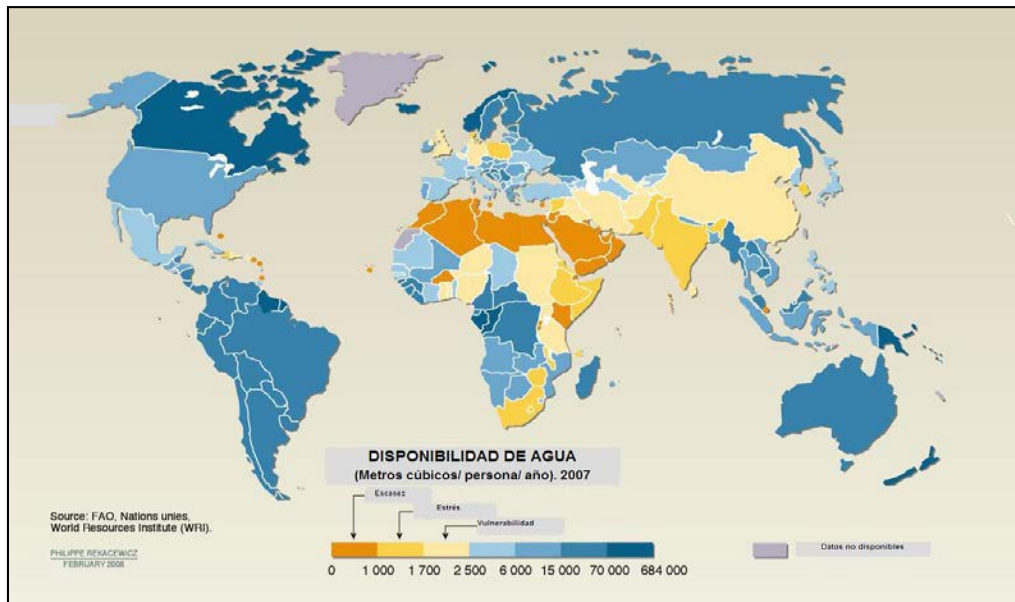 DISPONIBILIDAD DE AGUA
(Metros cúbicos/ persona/ año). 2007
Escasez
Estrés
Vulnerabilidad
0 1 000 1 700 2 500 6 000 15 000 70 000 684 000
Datos no disponibles
Source: FAO, Nations unies,
World Resources Institute (WRI).
PHILIPPE REKACEWICZ
FEBRUARY 2008